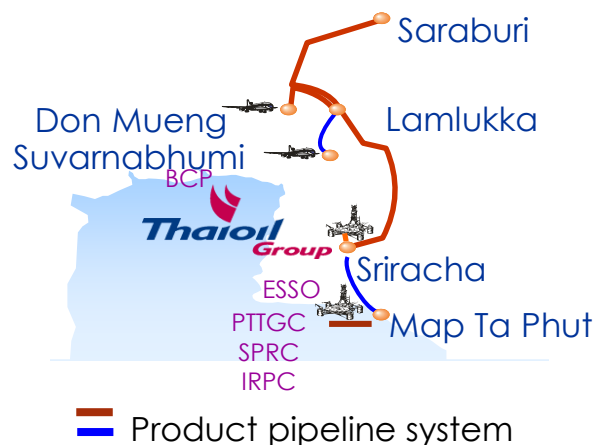 Saraburi
Don Mueng
Lamlukka
Suvarnabhumi
BCP
Thaioil
Group
Sriracha
ESSO
PTTGC
Map Ta Phut
SPRC
IRPC
Product pipeline system